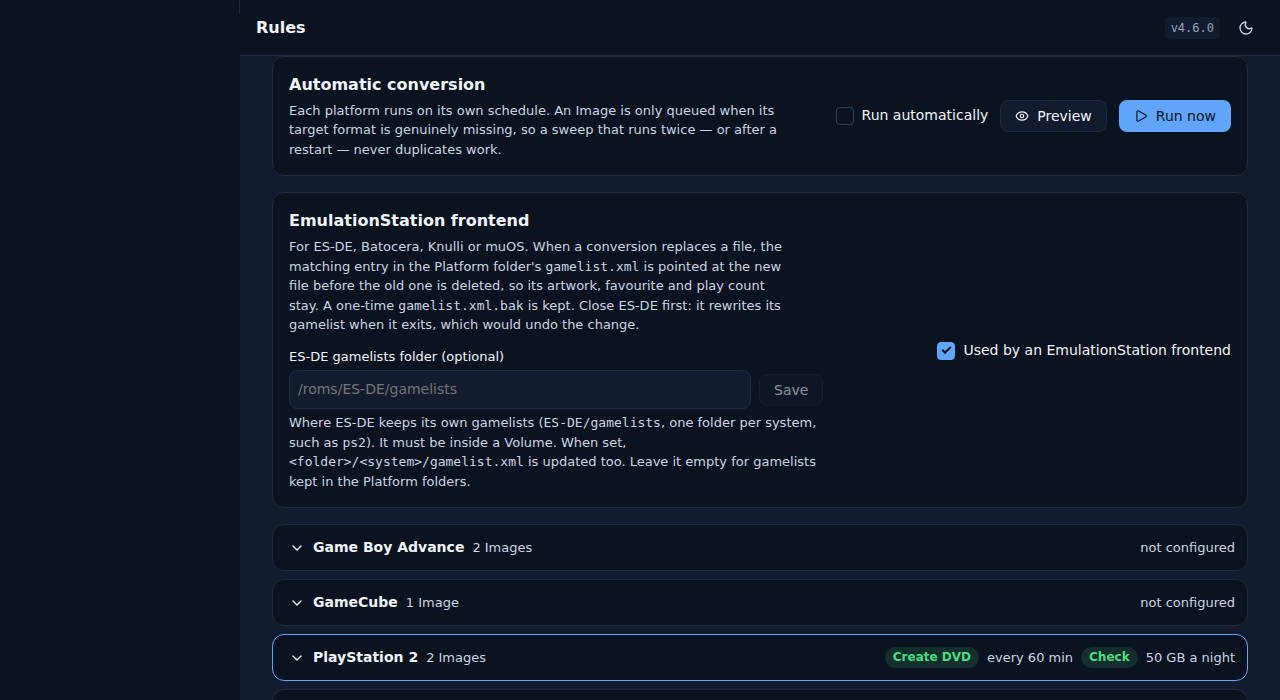 Rules
v4.6.0
Automatic conversion
Each platform runs on its own schedule. An Image is only queued when its
target format is genuinely missing, so a sweep that runs twice — or after a
restart — never duplicates work.
Run automatically
Preview
Run now
EmulationStation frontend
For ES-DE, Batocera, Knulli or muOS. When a conversion replaces a file, the
matching entry in the Platform folder's gamelist.xml is pointed at the new
file before the old one is deleted, so its artwork, favourite and play count
stay. A one-time gamelist.xml.bak is kept. Close ES-DE first: it rewrites its
gamelist when it exits, which would undo the change.
ES-DE gamelists folder (optional)
/roms/ES-DE/gamelists
Save
Where ES-DE keeps its own gamelists (ES-DE/gamelists, one folder per system,
such as ps2). It must be inside a Volume. When set,
<folder>/<system>/gamelist.xml is updated too. Leave it empty for gamelists
kept in the Platform folders.
Used by an EmulationStation frontend
Game Boy Advance 2 Images not configured
GameCube 1 Image not configured
PlayStation 2 2 Images Create DVD every 60 min Check 50 GB a night